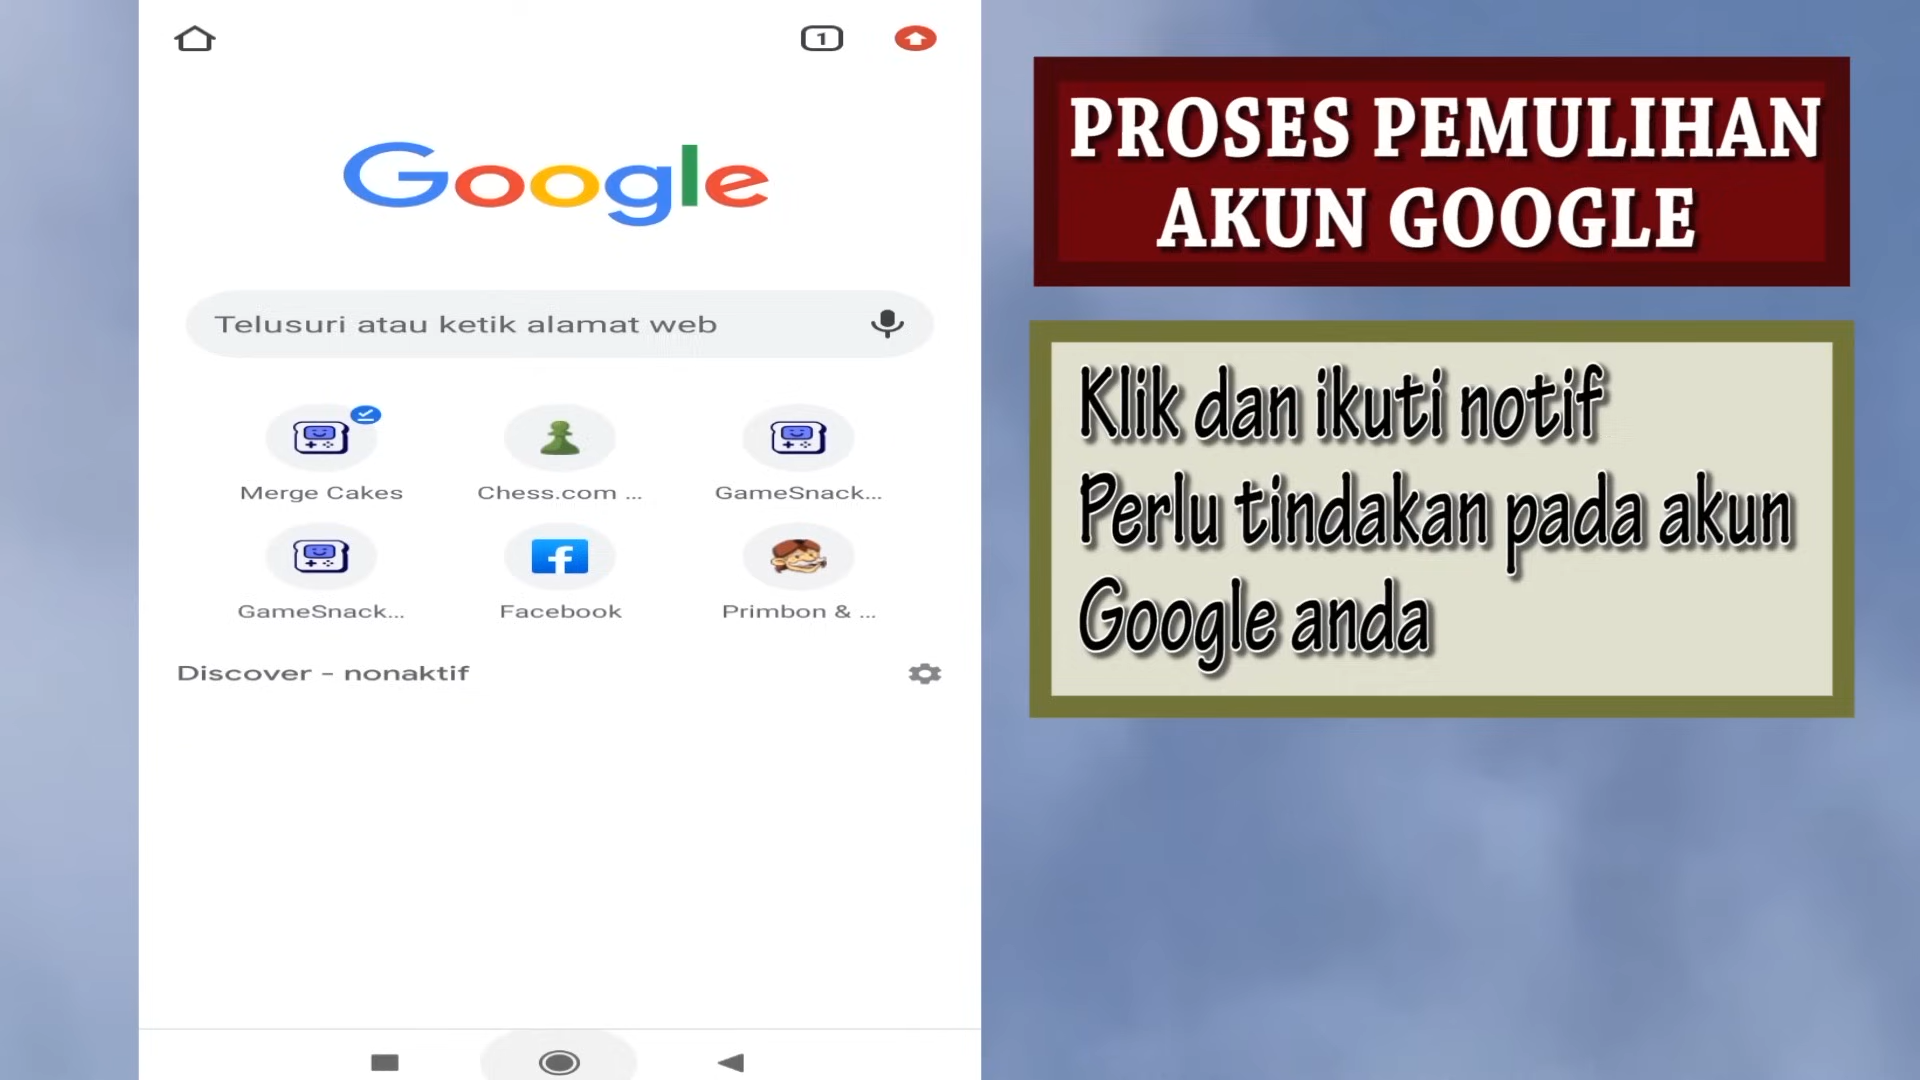 1
Google
Telusuri atau ketik alamat web
Merge Cakes
Chess.com ...
GameSnack...
GameSnack...
Facebook
Primbon & ...
Discover - nonaktif
PROSES PEMULIHAN
AKUN GOOGLE
Klik dan ikuti notif
Perlu tindakan pada akun
Google anda